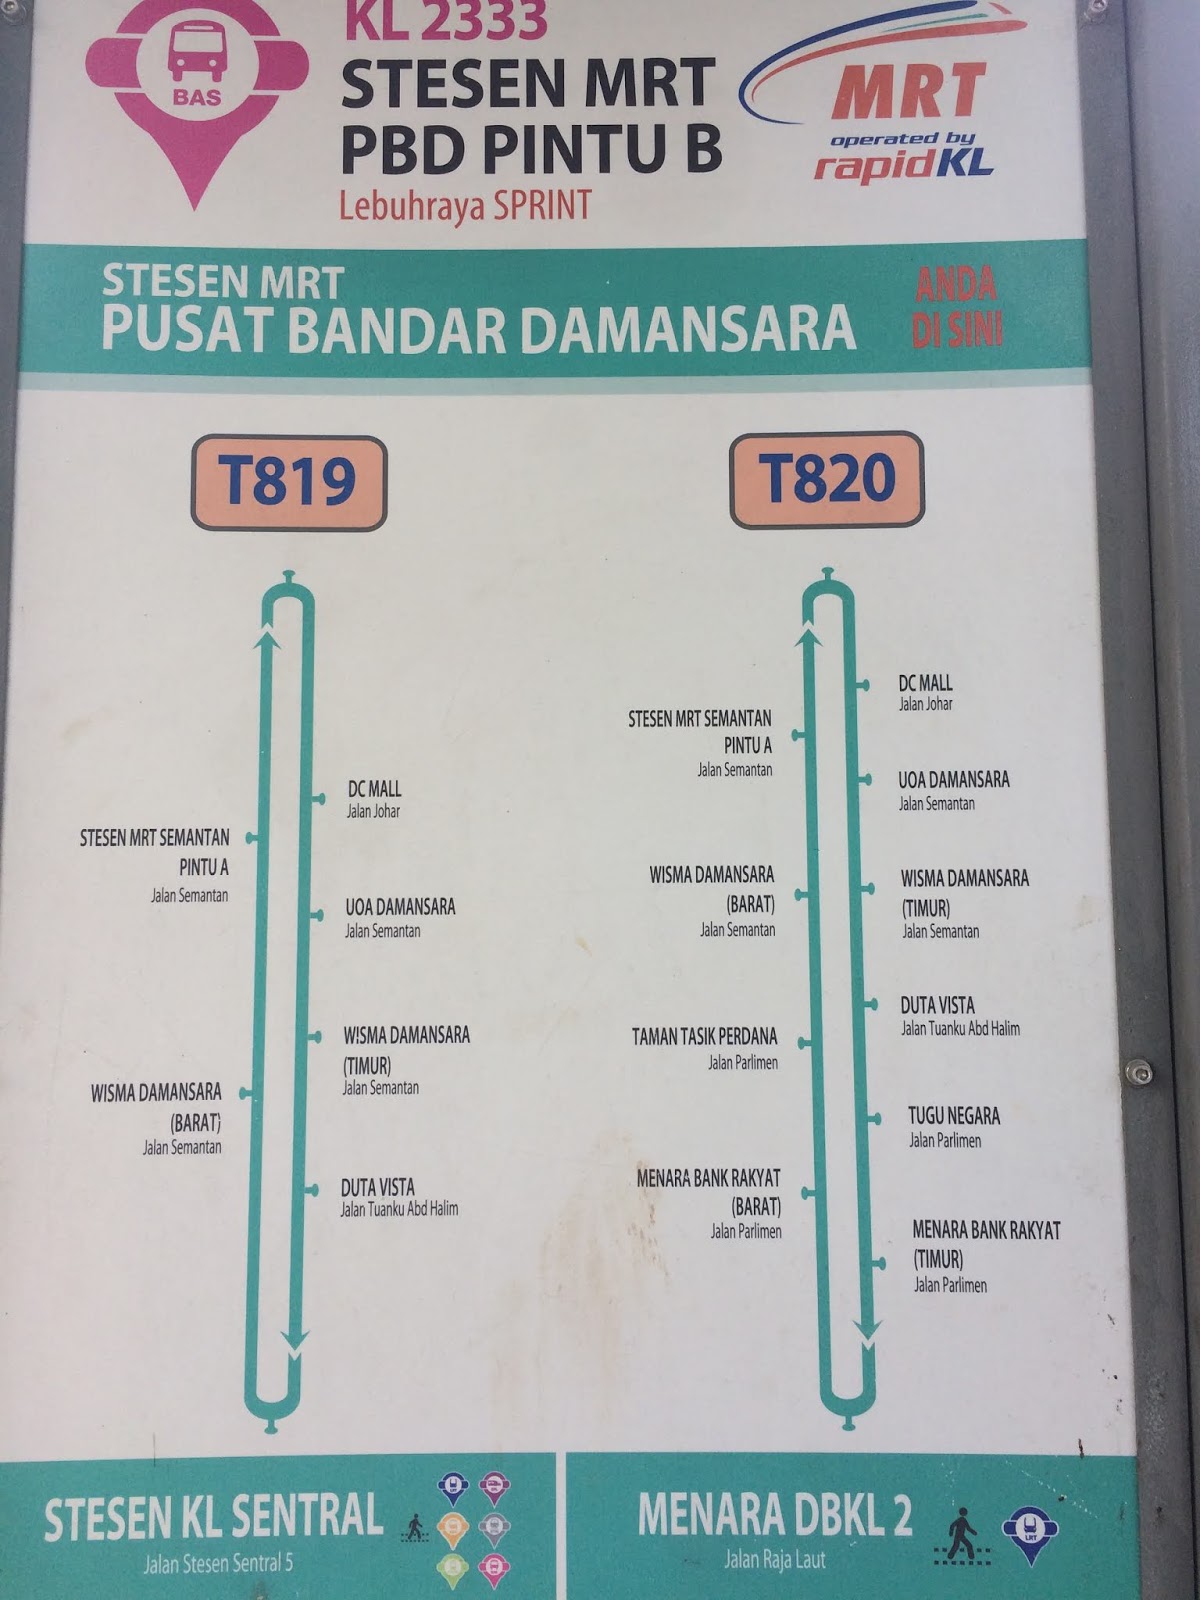 KL 2333
BAS
STESEN MRT
PBD PINTU B
Lebuhraya SPRINT
MRT
operated by
rapidKL
STESEN MRT
PUSAT BANDAR DAMANSARA
ANDA
DI SINI
T819
DC MALL
Jalan Johar
STESEN MRT SEMANTAN
PINTU A
Jalan Semantan
UOA DAMANSARA
Jalan Semantan
WISMA DAMANSARA
(TIMUR)
Jalan Semantan
WISMA DAMANSARA
(BARAT)
Jalan Semantan
DUTA VISTA
Jalan Tuanku Abd Halim
STESEN KL SENTRAL
Jalan Stesen Sentral 5
T820
DC MALL
Jalan Johar
STESEN MRT SEMANTAN
PINTU A
Jalan Semantan
UOA DAMANSARA
Jalan Semantan
WISMA DAMANSARA
(BARAT)
Jalan Semantan
WISMA DAMANSARA
(TIMUR)
Jalan Semantan
DUTA VISTA
Jalan Tuanku Abd Halim
TAMAN TASIK PERDANA
Jalan Parlimen
TUGU NEGARA
Jalan Parlimen
MENARA BANK RAKYAT
(BARAT)
Jalan Parlimen
MENARA BANK RAKYAT
(TIMUR)
Jalan Parlimen
MENARA DBKL 2
Jalan Raja Laut
LRT